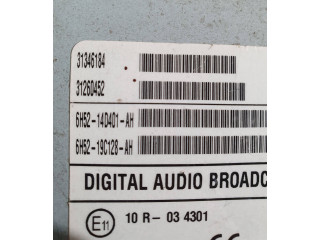 31346184
31260452
6H52-14D401-AH
6H52-19C128-AH
DIGITAL AUDIO BROADC
E11 10 R- 03 4301